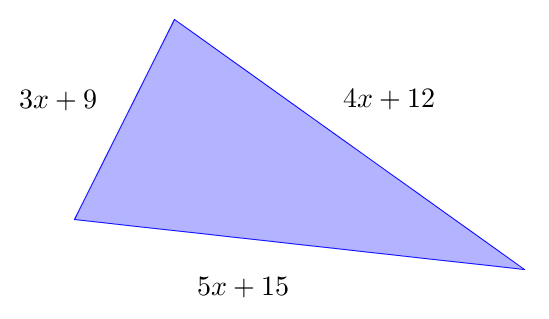 3x + 9
4x + 12
5x + 15